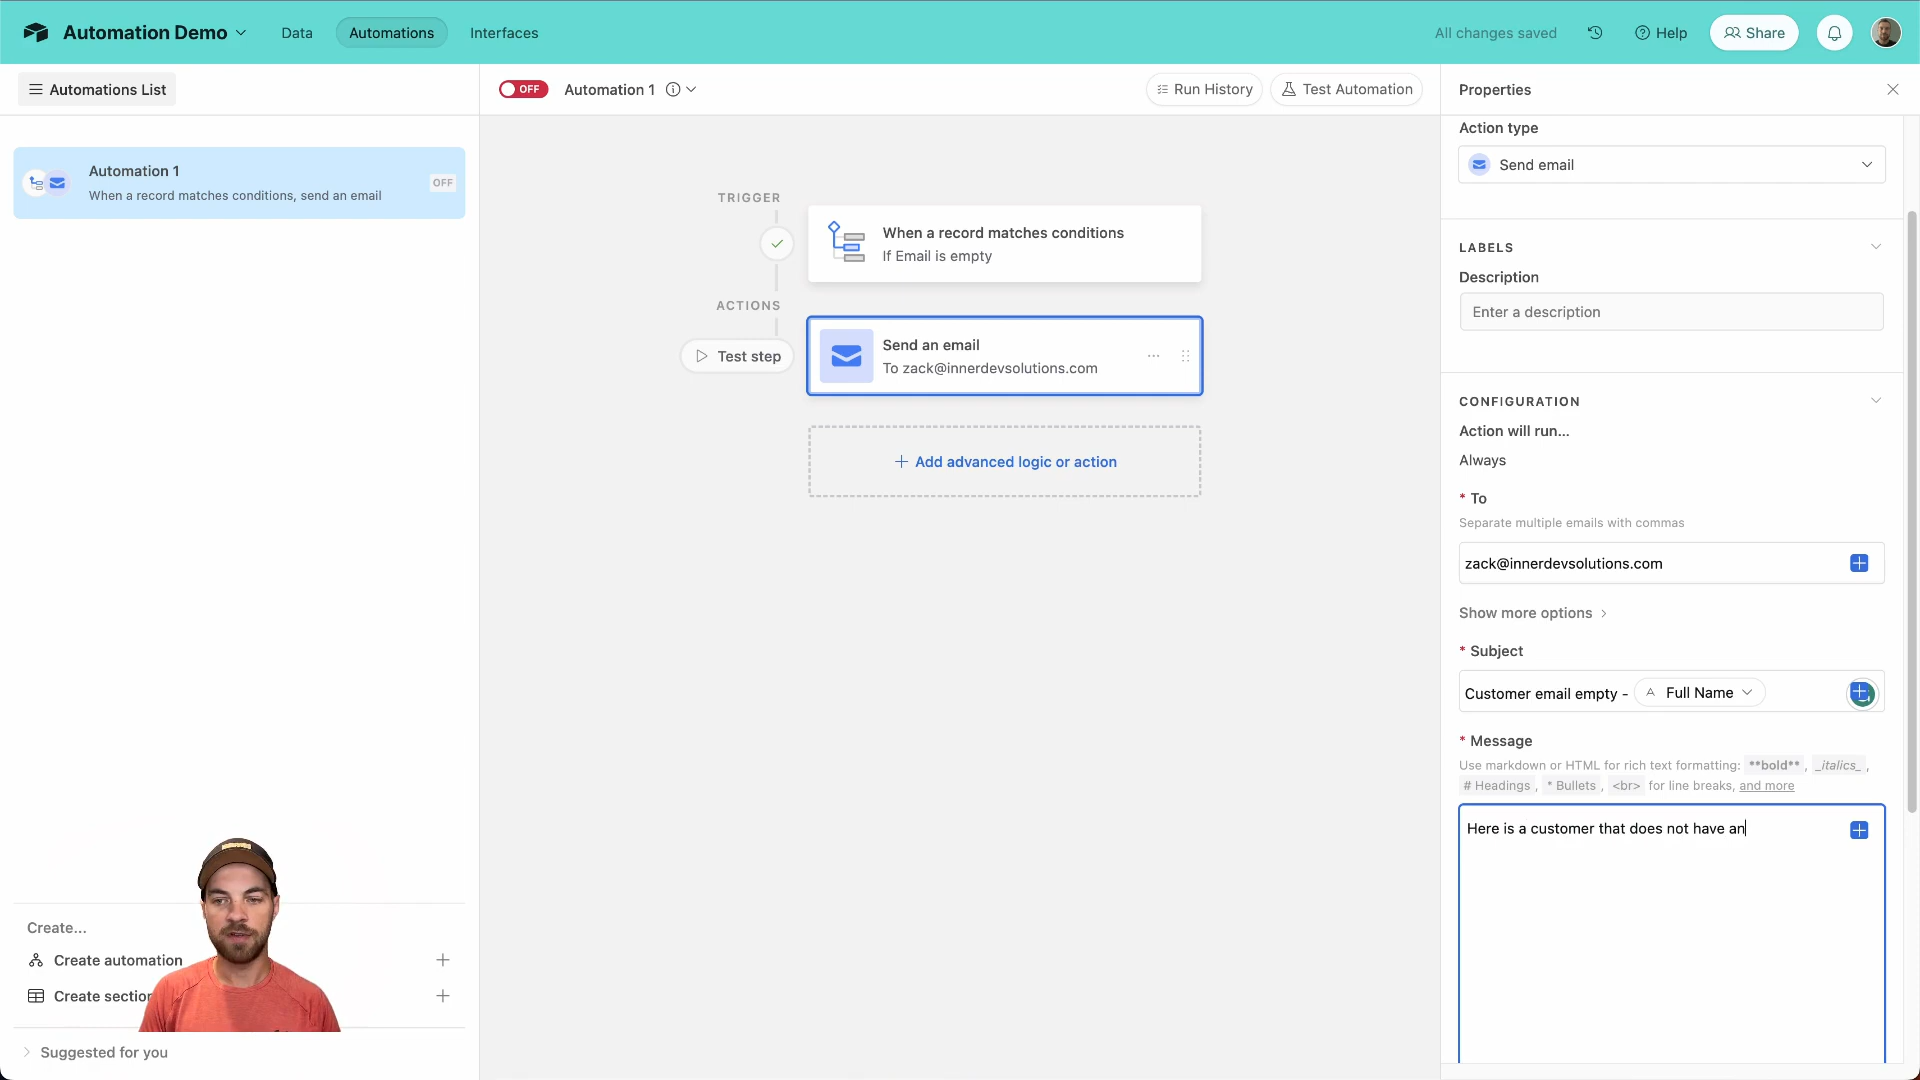 Automation Demo
Data
Automations
Interfaces
All changes saved
Help
Share
Automations List
OFF
Automation 1
Run History
Test Automation
Properties
Automation 1
When a record matches conditions, send an email
OFF
TRIGGER
When a record matches conditions
If Email is empty
ACTIONS
Test step
Send an email
To zack@innerdevsolutions.com
Add advanced logic or action
Action type
Send email
LABELS
Description
Enter a description
CONFIGURATION
Action will run...
Always
* To
Separate multiple emails with commas
zack@innerdevsolutions.com
Show more options
* Subject
Customer email empty - A Full Name
* Message
Use markdown or HTML for rich text formatting: **bold** , _italics_ ,
# Headings , * Bullets , <br> for line breaks, and more
Here is a customer that does not have an
Create...
Create automation
Create section
Suggested for you